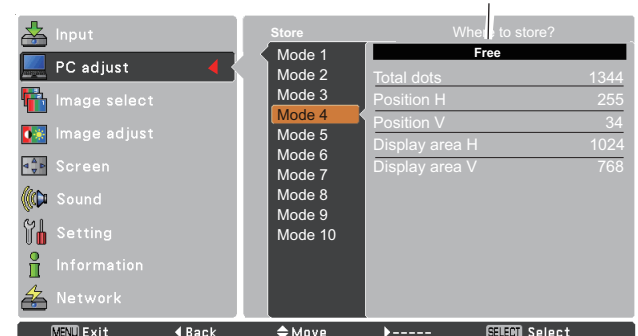 Input
PC adjust
Image select
Image adjust
Screen
Sound
Setting
Information
Network
Store
Mode 1
Mode 2
Mode 3
Mode 4
Mode 5
Mode 6
Mode 7
Mode 8
Mode 9
Mode 10
Where to store?
Free
Total dots 1344
Position H 255
Position V 34
Display area H 1024
Display area V 768
MENU Exit Back Move ----- SELECT Select